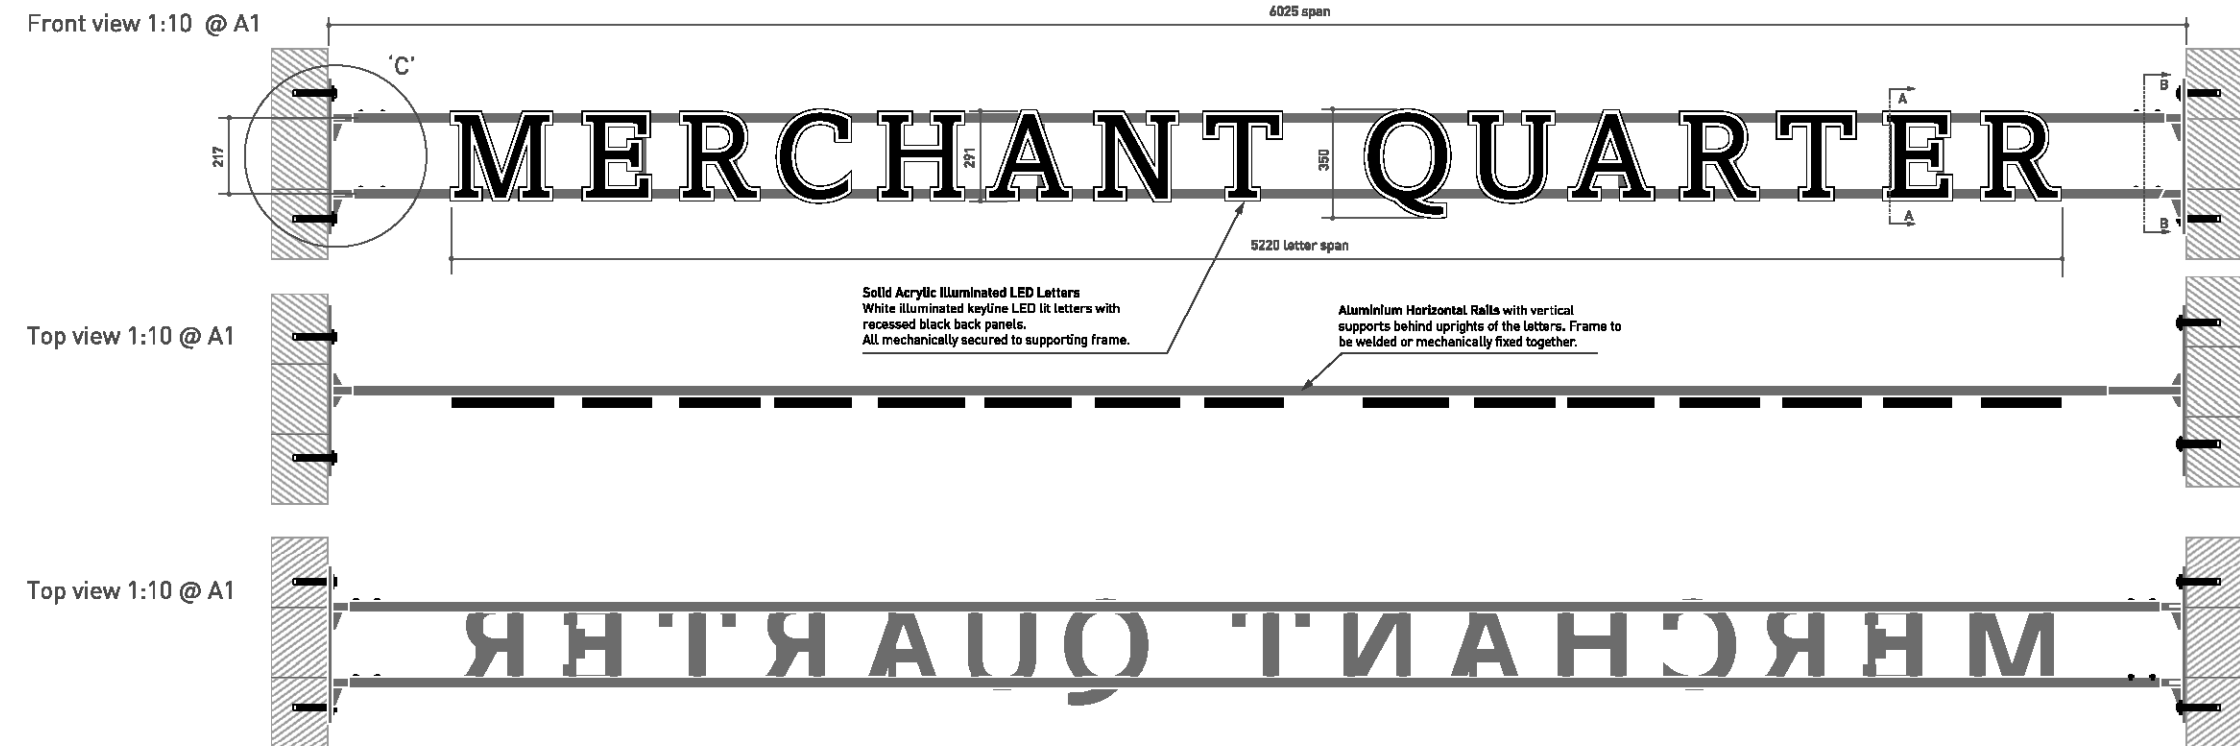 Front view 1:10 @ A1
6025 span
'C'
217
MERCHANT QUARTER
291
350
A
A
B
B
5220 letter span
Solid Acrylic Illuminated LED Letters
White illuminated keyline LED lit letters with
recessed black back panels.
All mechanically secured to supporting frame.
Aluminium Horizontal Rails with vertical
supports behind uprights of the letters. Frame to
be welded or mechanically fixed together.
Top view 1:10 @ A1
Top view 1:10 @ A1
MERCHANT QUARTER